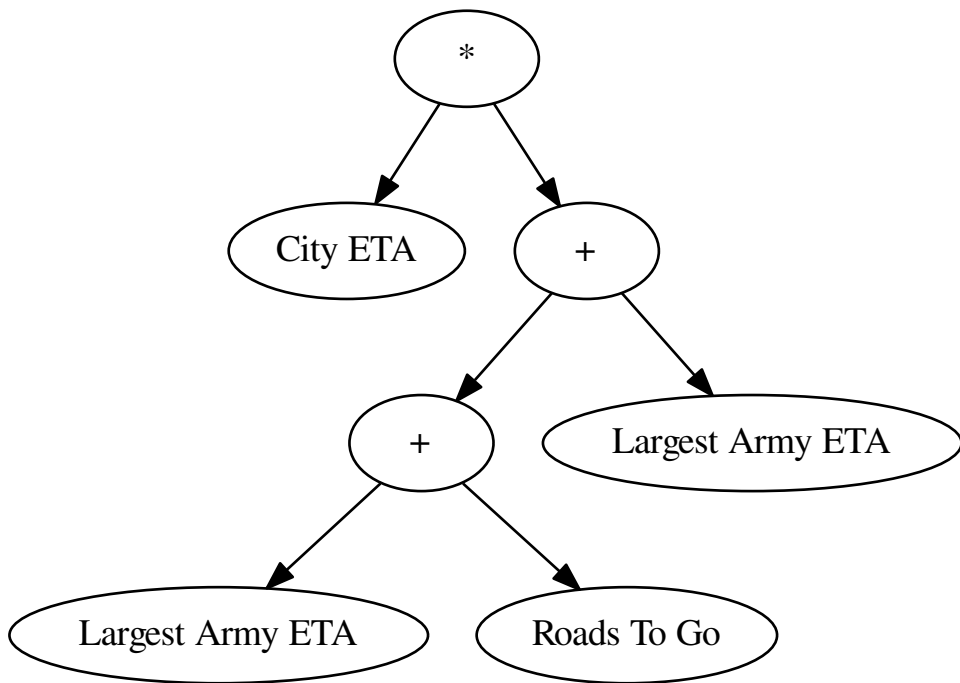 *
City ETA
+
+
Largest Army ETA
Largest Army ETA
Roads To Go